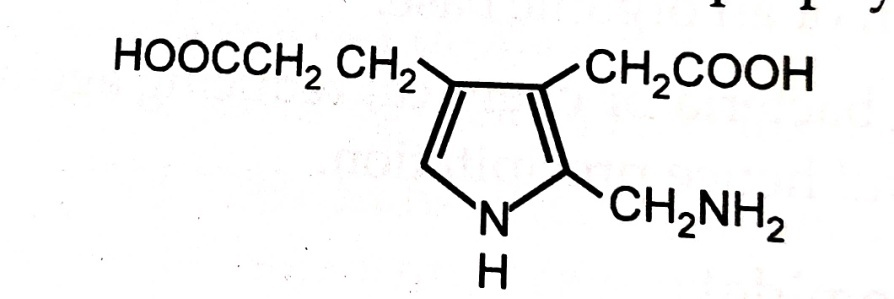 HOOCCH₂ CH₂ CH₂COOH
CH₂NH₂
N
H